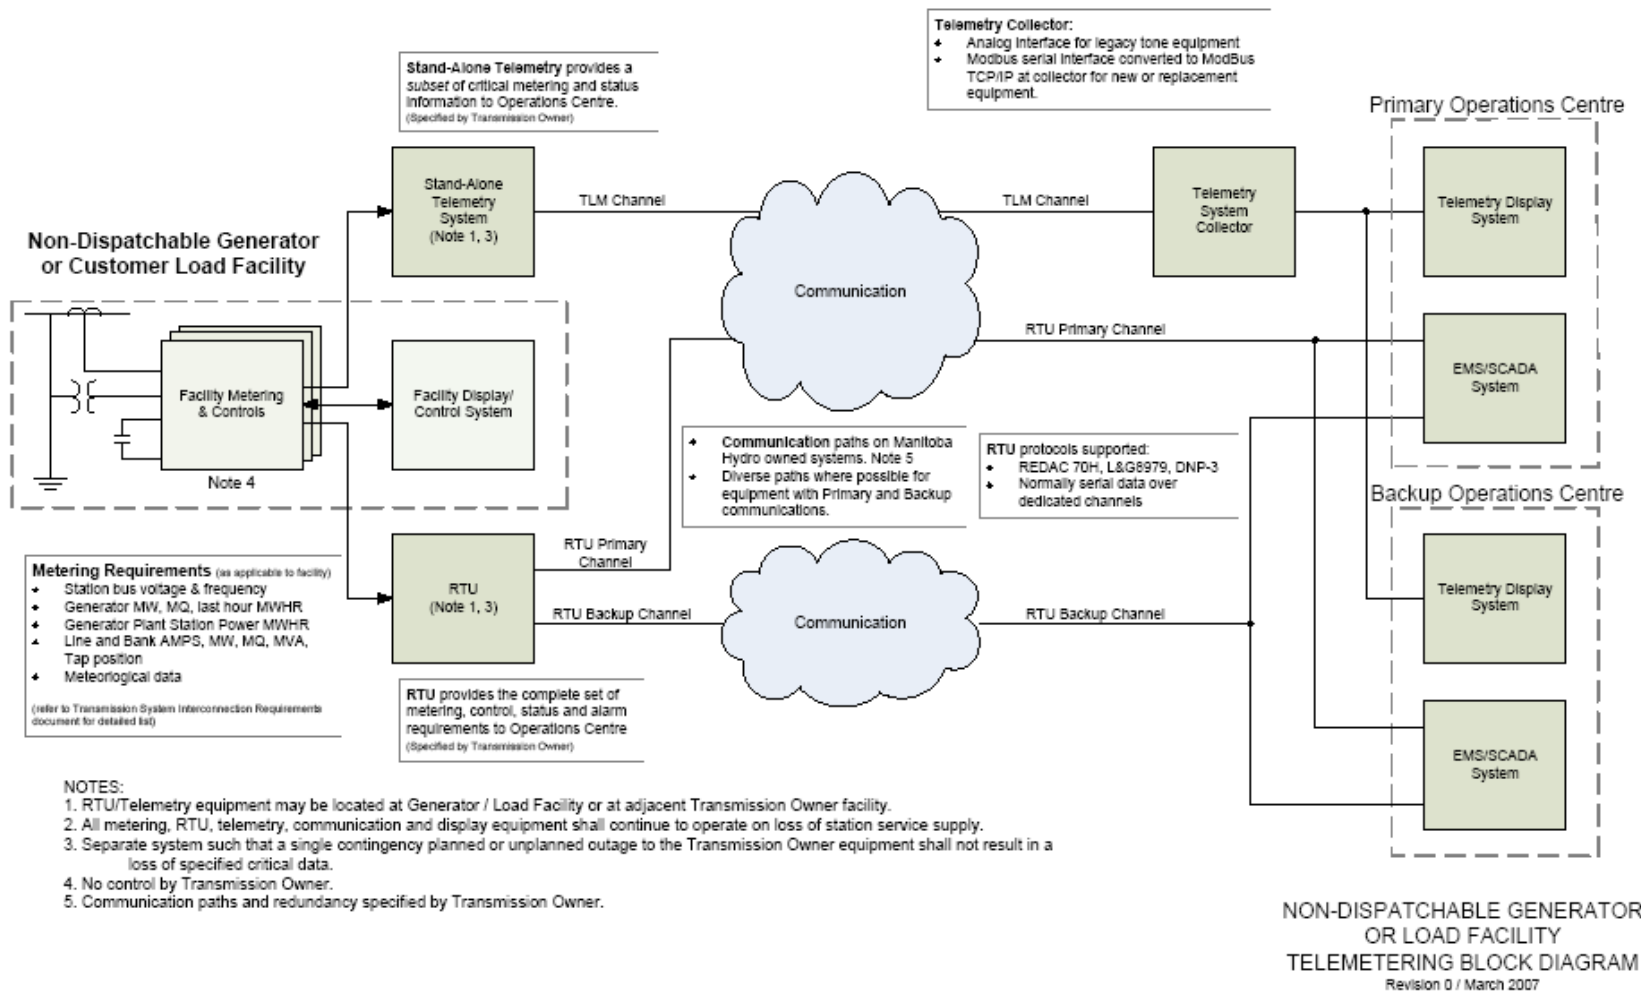 Telemetry Collector:
Analog Interface for legacy tone equipment
Modbus serial Interface converted to ModBus
TCP/IP at collector for new or replacement
equipment.
Stand-Alone Telemetry provides a
subset of critical metering and status
Information to Operations Centre.
(Specified by Transmission Owner)
Primary Operations Centre
Stand-Alone
Telemetry
System
(Note 1, 3)
TLM Channel
Communication
TLM Channel
Telemetry
System
Collector
Telemetry Display
System
Non-Dispatchable Generator
or Customer Load Facility
RTU Primary Channel
EMS/SCADA
System
Facility Metering
& Controls
Note 4
Facility Display/
Control System
Communication paths on Manitoba
Hydro owned systems. Note 5
Diverse paths where possible for
equipment with Primary and Backup
communications.
RTU protocols supported:
REDAC 70H, L&G8979, DNP-3
Normally serial data over
dedicated channels
Backup Operations Centre
RTU
(Note 1, 3)
RTU Primary
Channel
RTU Backup Channel
Communication
RTU Backup Channel
Telemetry Display
System
Metering Requirements (as applicable to facility)
Station bus voltage & frequency
Generator MW, MQ, last hour MWHR
Generator Plant Station Power MWHR
Line and Bank AMPS, MW, MQ, MVA,
Tap position
Meteorlogical data
(refer to Transmission System Interconnection Requirements
document for detailed list)
RTU provides the complete set of
metering, control, status and alarm
requirements to Operations Centre
(Specified by Transmission Owner)
EMS/SCADA
System
NOTES:
1. RTU/Telemetry equipment may be located at Generator / Load Facility or at adjacent Transmission Owner facility.
2. All metering, RTU, telemetry, communication and display equipment shall continue to operate on loss of station service supply.
3. Separate system such that a single contingency planned or unplanned outage to the Transmission Owner equipment shall not result in a
loss of specified critical data.
4. No control by Transmission Owner.
5. Communication paths and redundancy specified by Transmission Owner.
NON-DISPATCHABLE GENERATOR
OR LOAD FACILITY
TELEMETERING BLOCK DIAGRAM
Revision 0 / March 2007